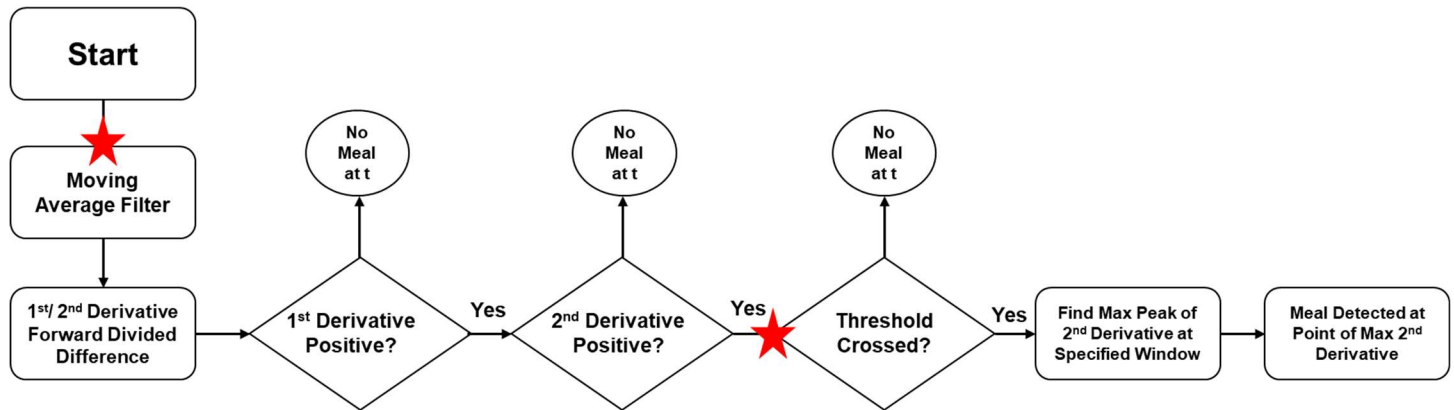 Start
Moving
Average Filter
1st/ 2nd Derivative
Forward Divided
Difference
No
Meal
at t
1st Derivative
Positive?
Yes
No
Meal
at t
2nd Derivative
Positive?
Yes
No
Meal
at t
Threshold
Crossed?
Yes
Find Max Peak of
2nd Derivative at
Specified Window
Meal Detected at
Point of Max 2nd
Derivative